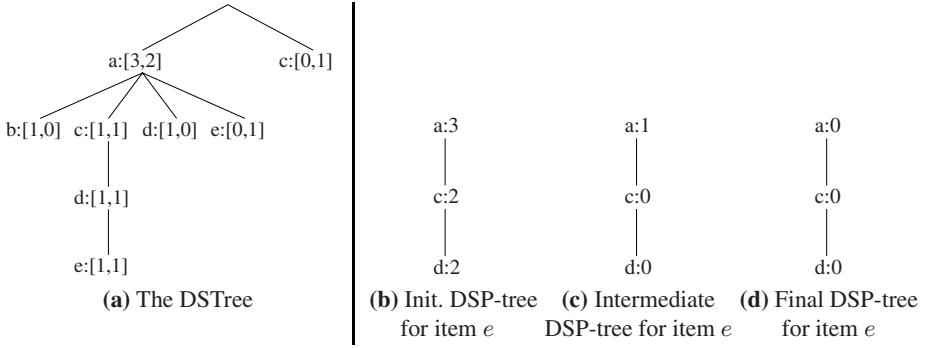 a:[3,2] c:[0,1]
b:[1,0] c:[1,1] d:[1,0] e:[0,1]
d:[1,1]
e:[1,1]
(a) The DSTree
a:3
c:2
d:2
(b) Init. DSP-tree
for item e
a:1
c:0
d:0
(c) Intermediate
DSP-tree for item e
a:0
c:0
d:0
(d) Final DSP-tree
for item e